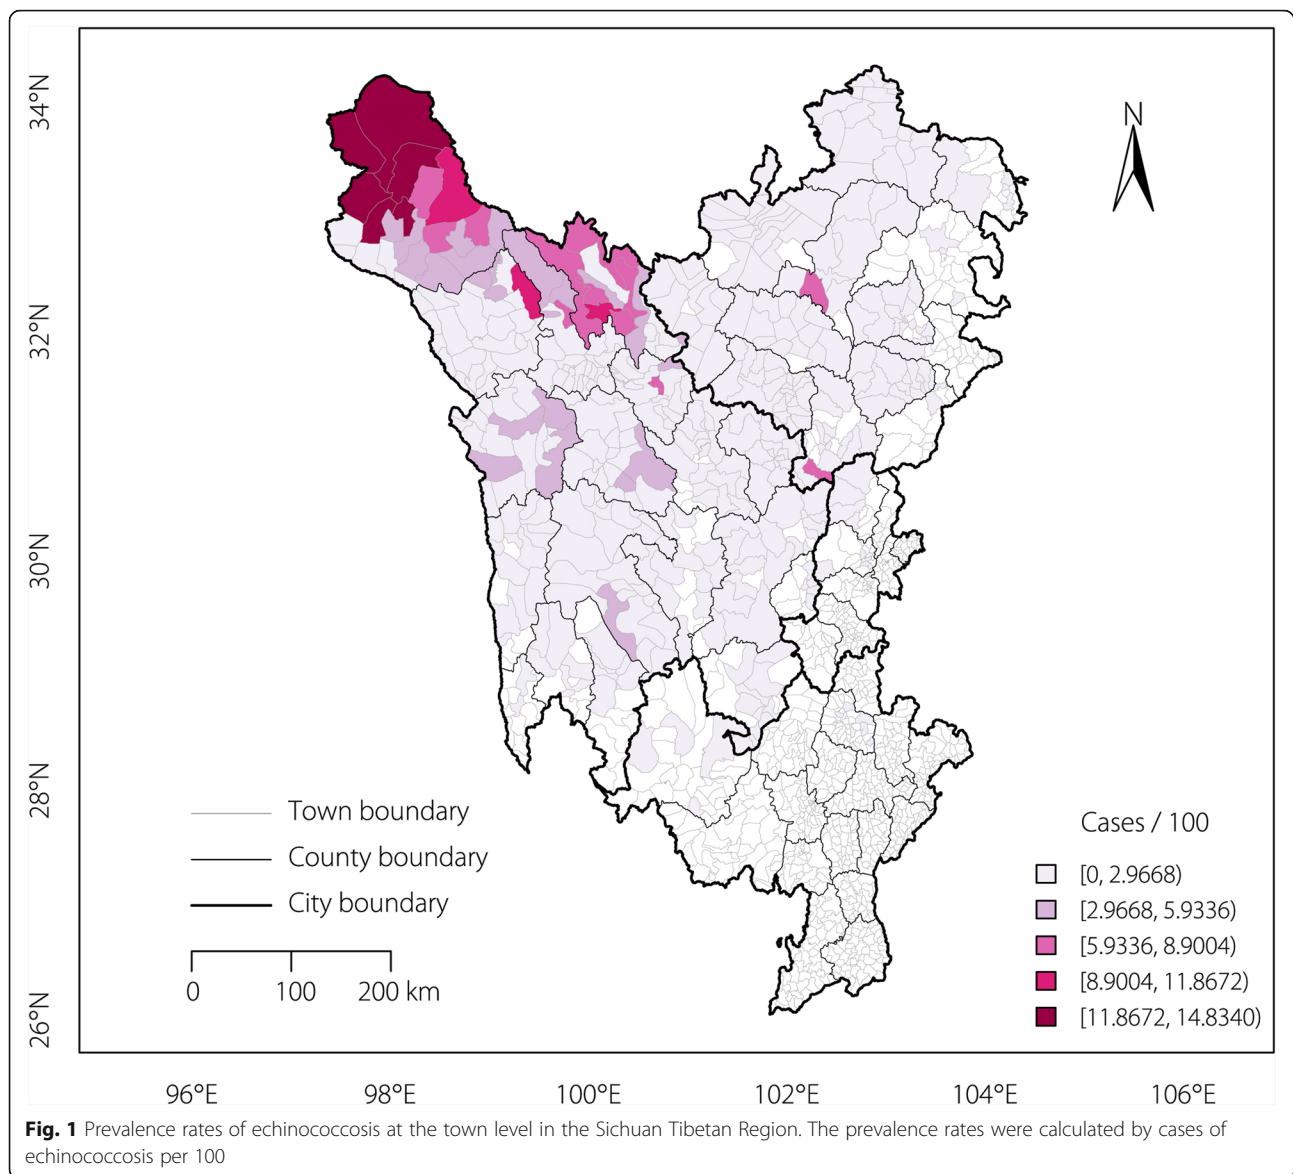 34°N
32°N
30°N
28°N
26°N
N
Town boundary
County boundary
City boundary
0 100 200 km
Cases / 100
[0, 2.9668)
[2.9668, 5.9336)
[5.9336, 8.9004)
[8.9004, 11.8672)
[11.8672, 14.8340)
96°E 98°E 100°E 102°E 104°E 106°E
Fig. 1 Prevalence rates of echinococcosis at the town level in the Sichuan Tibetan Region. The prevalence rates were calculated by cases of
echinococcosis per 100